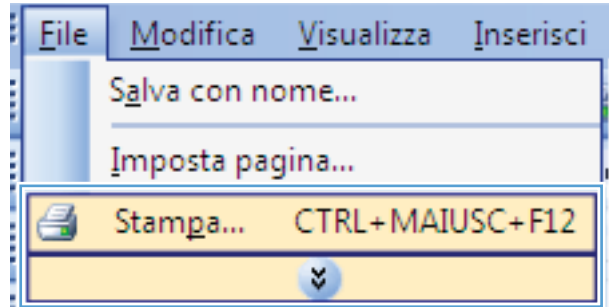 File Modifica Visualizza Inserisci
Salva con nome...
Imposta pagina...
Stampa... CTRL+MAIUSC+F12